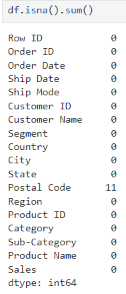 df.isna().sum()
Row ID 0
Order ID 0
Order Date 0
Ship Date 0
Ship Mode 0
Customer ID 0
Customer Name 0
Segment 0
Country 0
City 0
State 0
Postal Code 11
Region 0
Product ID 0
Category 0
Sub-Category 0
Product Name 0
Sales 0
dtype: int64